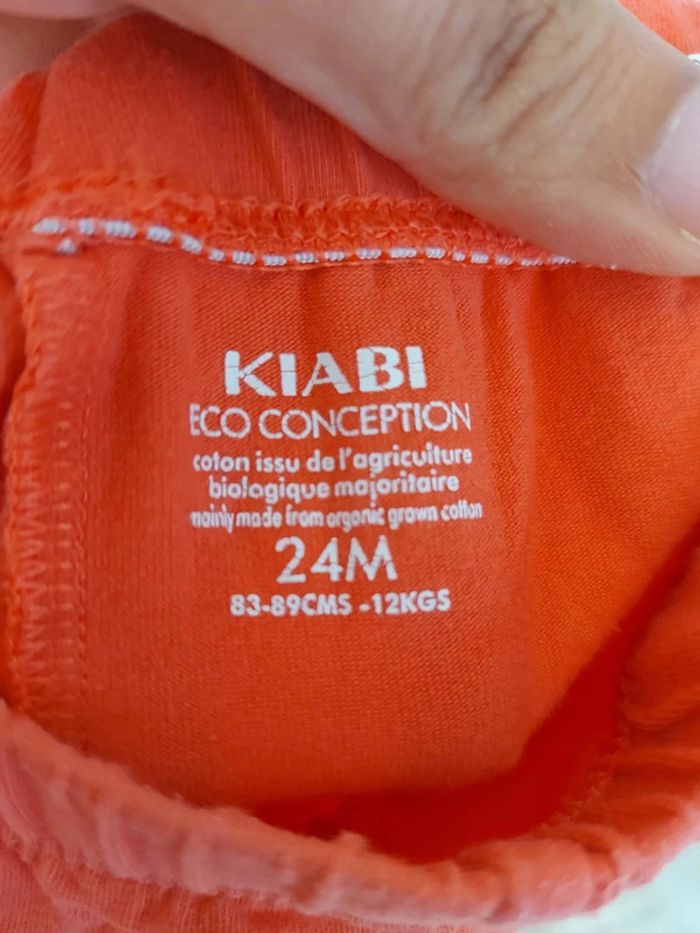 KIABI
ECO CONCEPTION
coton issu de l'agriculture
biologique majoritaire
mainly made from organic grown cotton
24M
83-89CMS -12KGS